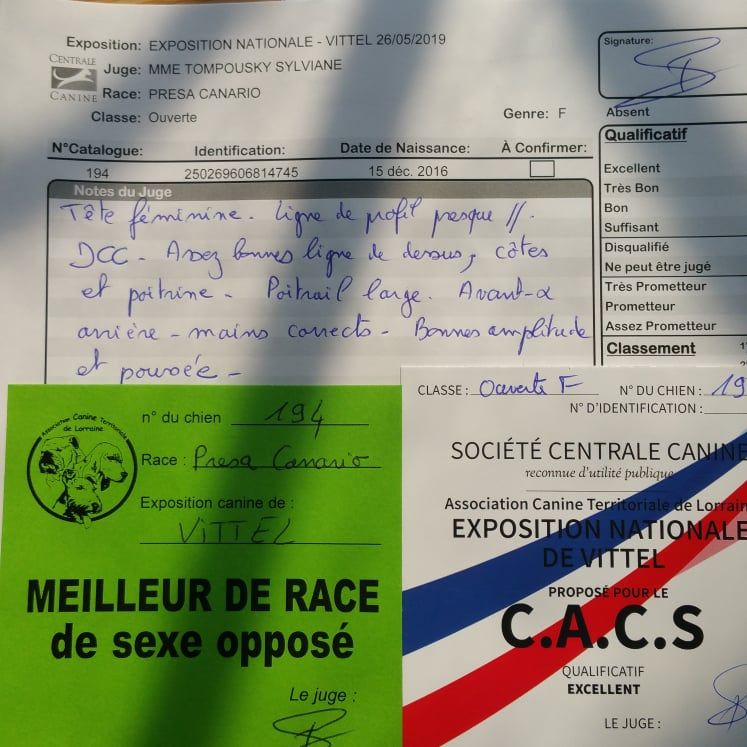 Exposition: EXPOSITION NATIONALE - VITTEL 26/05/2019
CENTRALE
CANINE
Juge: MME TOMPOUSKY SYLVIANE
Race: PRESA CANARIO
Classe: Ouverte
Genre: F
Signature:
Absent
N°Catalogue: Identification: Date de Naissance: À Confirmer:
194 250269606814745 15 déc. 2016
Notes du Juge
Tête féminine. Ligne de profil presque //.
DCC - Assez bonnes ligne de dessus, côtes
et poitrine - Poitrail large. Avant-
arrière - mains corrects - Bonnes amplitude
et poussée -
Qualificatif
Excellent
Très Bon
Bon
Suffisant
Disqualifié
Ne peut être jugé
Très Prometteur
Prometteur
Assez Prometteur
Classement
Association Canine Territoriale
de Lorraine
n° du chien 194
Race : Presa Canario
Exposition canine de :
VITTEL
MEILLEUR DE RACE
de sexe opposé
Le juge :
CLASSE : Ouverte F N° DU CHIEN : 19
N° D'IDENTIFICATION :
SOCIÉTÉ CENTRALE CANINE
reconnue d'utilité publique
Association Canine Territoriale de Lorrain
EXPOSITION NATIONALE
DE VITTEL
PROPOSÉ POUR LE
C.A.C.S
QUALIFICATIF
EXCELLENT
LE JUGE :